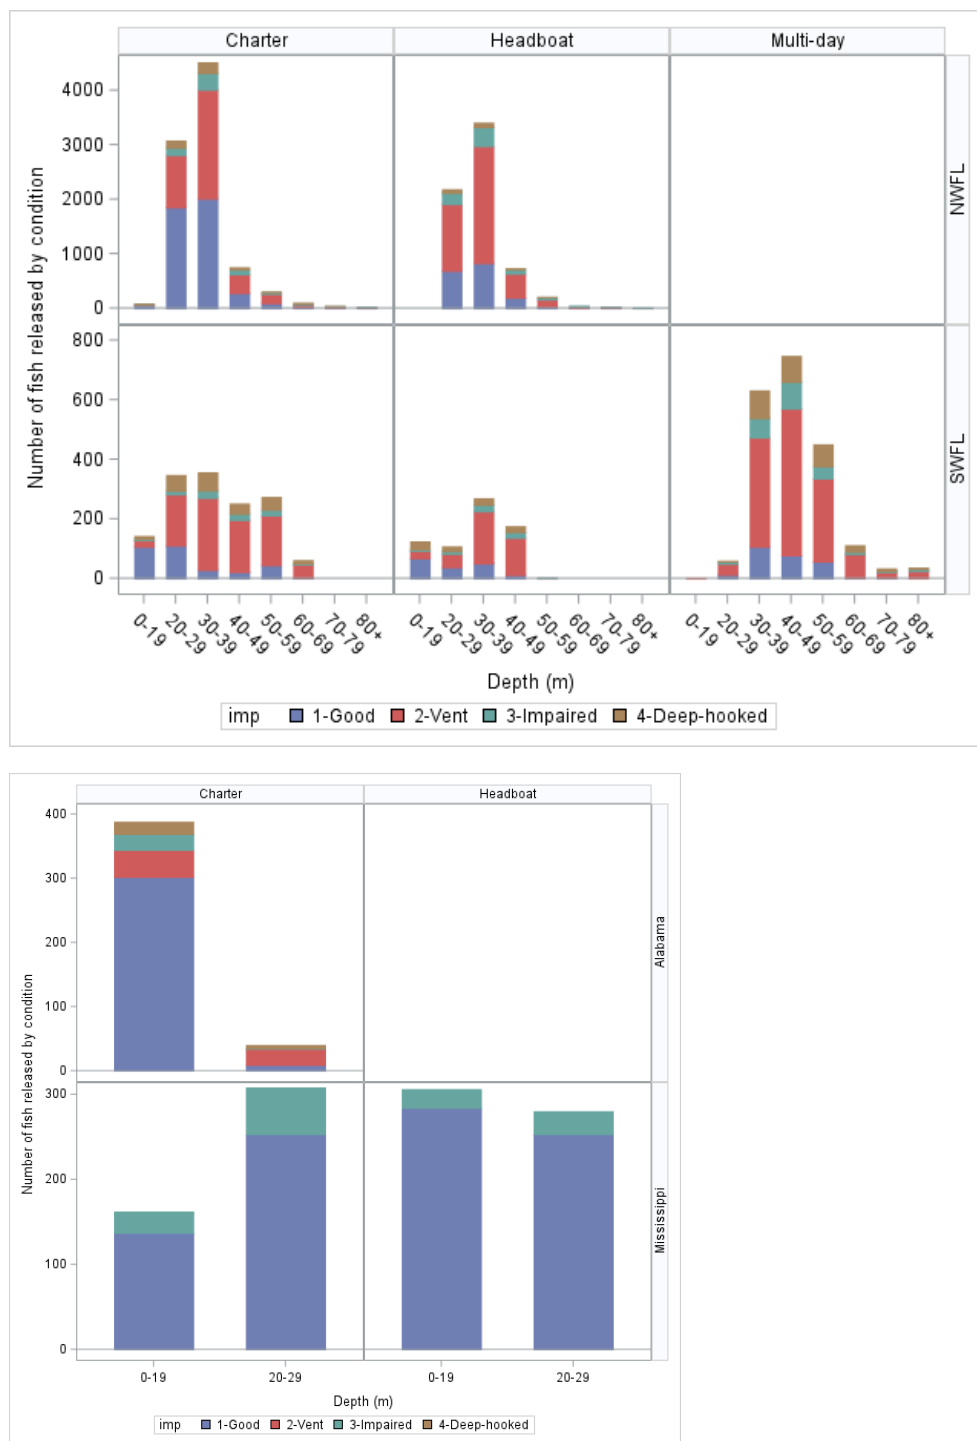 Charter Headboat Multi-day
Number of fish released by condition
4000
3000
2000
1000
0
NWFL
800
600
400
200
0
SWFL
0-19 20-29 30-39 40-49 50-59 60-69 70-79 80+ 0-19 20-29 30-39 40-49 50-59 60-69 70-79 80+ 0-19 20-29 30-39 40-49 50-59 60-69 70-79 80+
Depth (m)
imp 1-Good 2-Vent 3-Impaired 4-Deep-hooked
Charter Headboat
Number of fish released by condition
400
300
200
100
0
Alabama
300
200
100
0
Mississippi
0-19 20-29 0-19 20-29
Depth (m)
imp 1-Good 2-Vent 3-Impaired 4-Deep-hooked